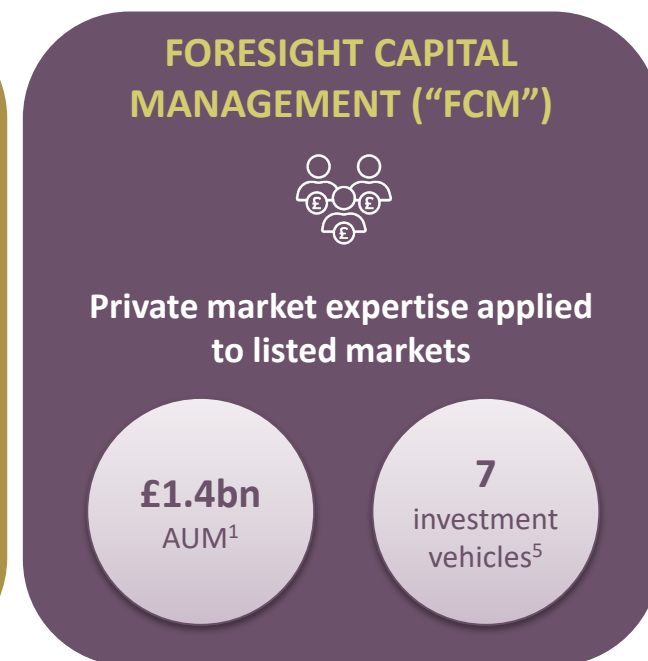 FORESIGHT CAPITAL
MANAGEMENT (“FCM”)
£ £
£
Private market expertise applied
to listed markets
£1.4bn
AUM¹
7
investment
vehicles⁵